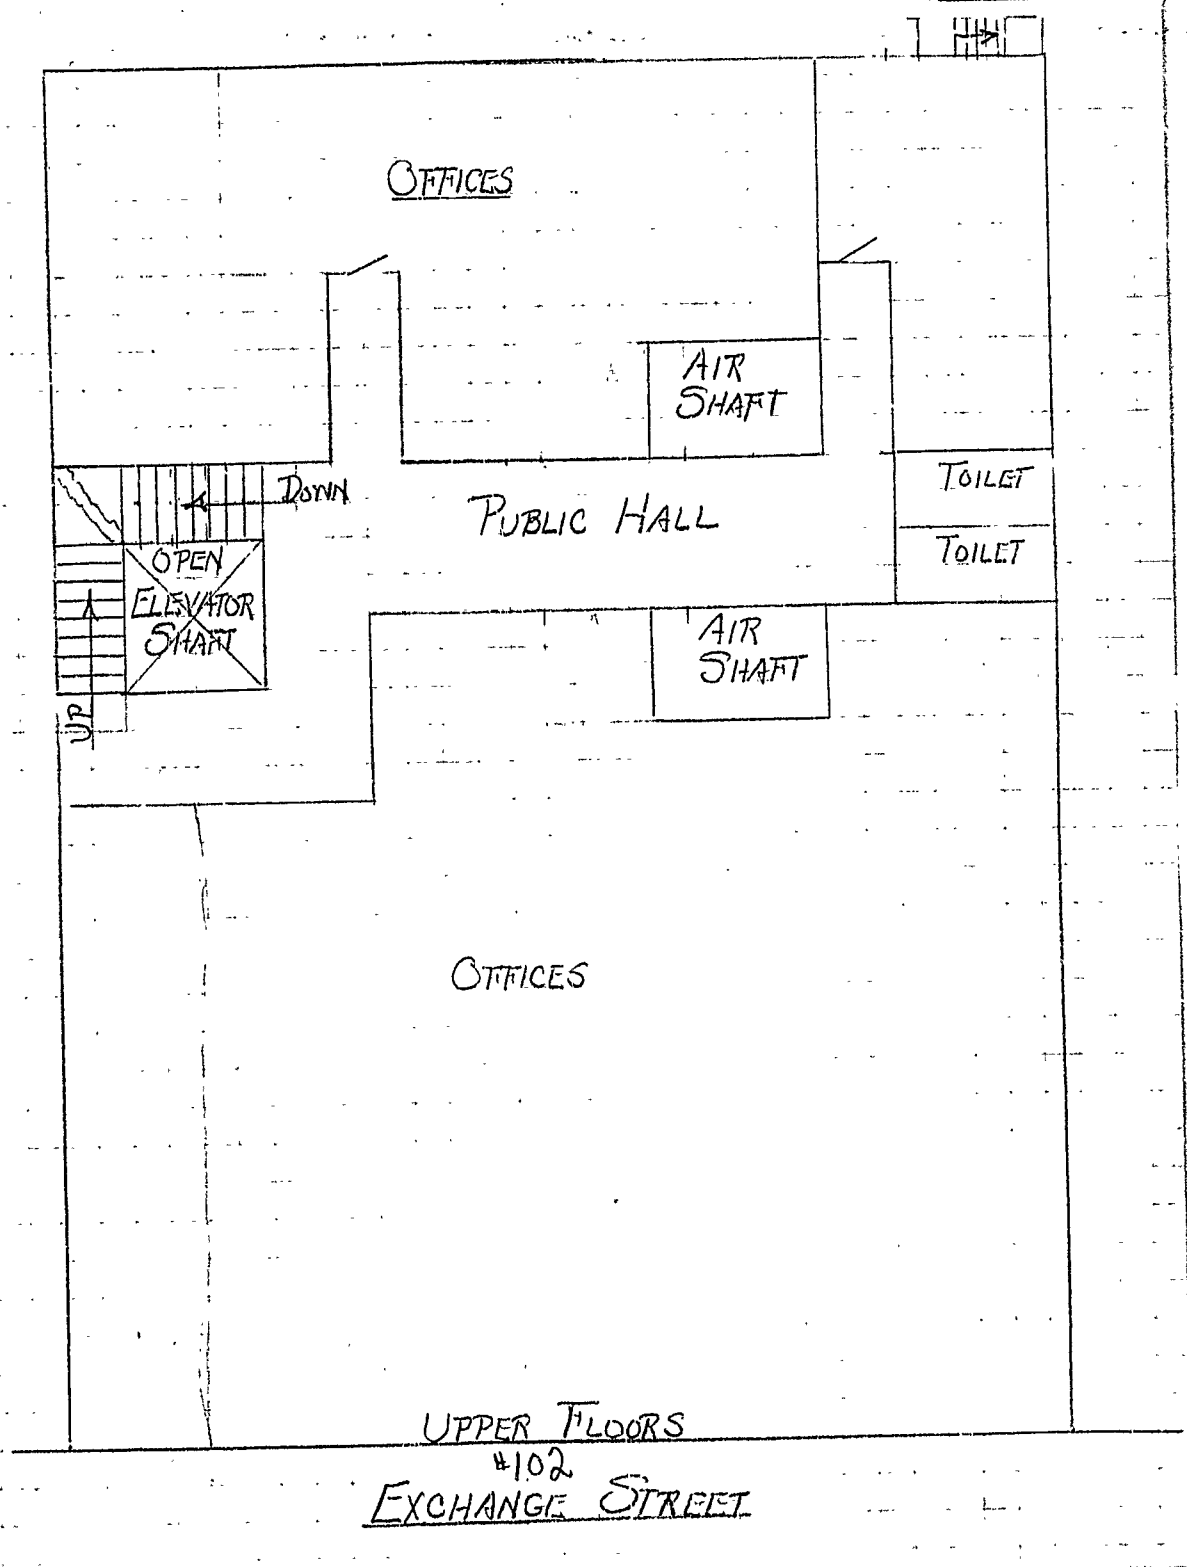 OFFICES
AIR
SHAFT
DOWN
PUBLIC HALL
TOILET
TOILET
OPEN
ELEVATOR
SHAFT
UP
AIR
SHAFT
OFFICES
UPPER FLOORS
#102
EXCHANGE STREET